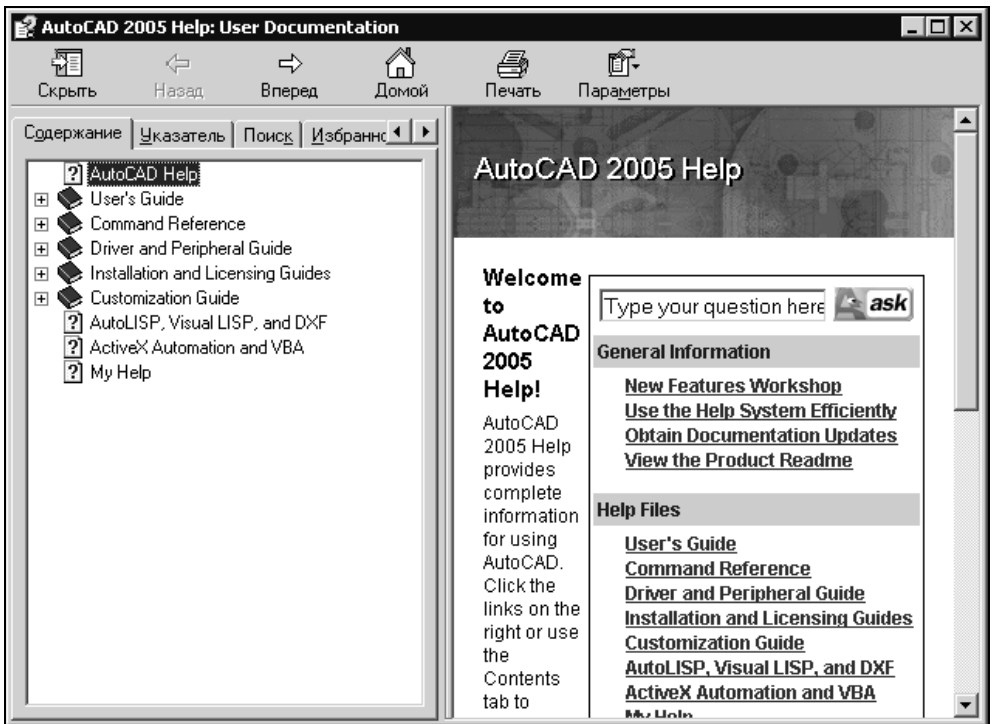 AutoCAD 2005 Help: User Documentation
Скрыть Назад Вперед Домой Печать Параметры
Содержание Указатель Поиск Избранно
AutoCAD Help
User's Guide
Command Reference
Driver and Peripheral Guide
Installation and Licensing Guides
Customization Guide
AutoLISP, Visual LISP, and DXF
ActiveX Automation and VBA
My Help
AutoCAD 2005 Help
Welcome
to
AutoCAD
2005
Help!
AutoCAD
2005 Help
provides
complete
information
for using
AutoCAD.
Click the
links on the
right or use
the
Contents
tab to
Type your question here ask
General Information
New Features Workshop
Use the Help System Efficiently
Obtain Documentation Updates
View the Product Readme
Help Files
User's Guide
Command Reference
Driver and Peripheral Guide
Installation and Licensing Guides
Customization Guide
AutoLISP, Visual LISP, and DXF
ActiveX Automation and VBA
My Help